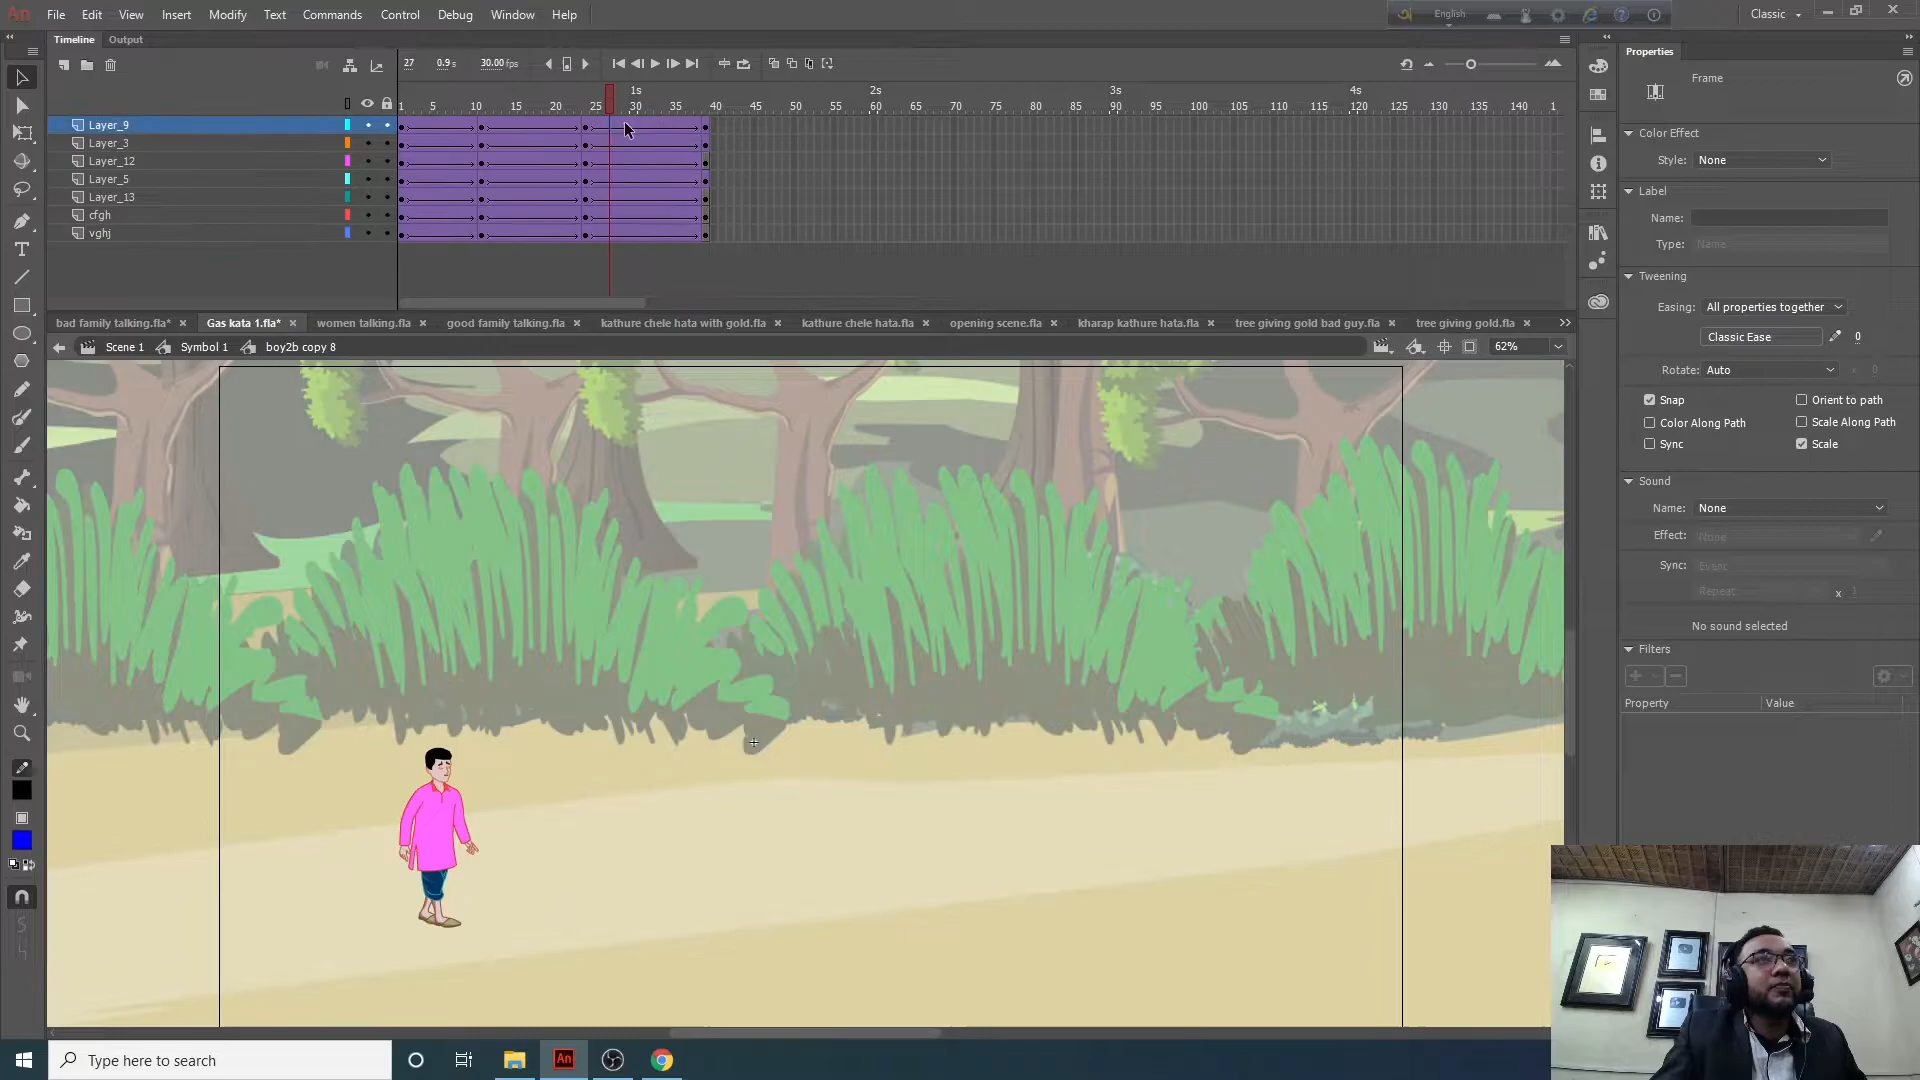 An File Edit View Insert Modify Text Commands Control Debug Window Help English Classic
Timeline Output
27 0.9 s 30.00 fps
1s 2s 3s 4s
1 5 10 15 20 25 30 35 40 45 50 55 60 65 70 75 80 85 90 95 100 105 110 115 120 125 130 135 140 1
Layer_9
Layer_3
Layer_12
Layer_5
Layer_13
cfgh
vghj
bad family talking.fla* Gas kata 1.fla* women talking.fla good family talking.fla kathure chele hata with gold.fla kathure chele hata.fla opening scene.fla kharap kathure hata.fla tree giving gold bad guy.fla tree giving gold.fla
Scene 1 Symbol 1 boy2b copy 8 62%
Properties
Frame
Color Effect
Style: None
Label
Name:
Type: Name
Tweening
Easing: All properties together
Classic Ease 0
Rotate: Auto x 0
Snap Orient to path
Color Along Path Scale Along Path
Sync Scale
Sound
Name: None
Effect: None
Sync: Event
Repeat x 1
No sound selected
Filters
Property Value
Type here to search An